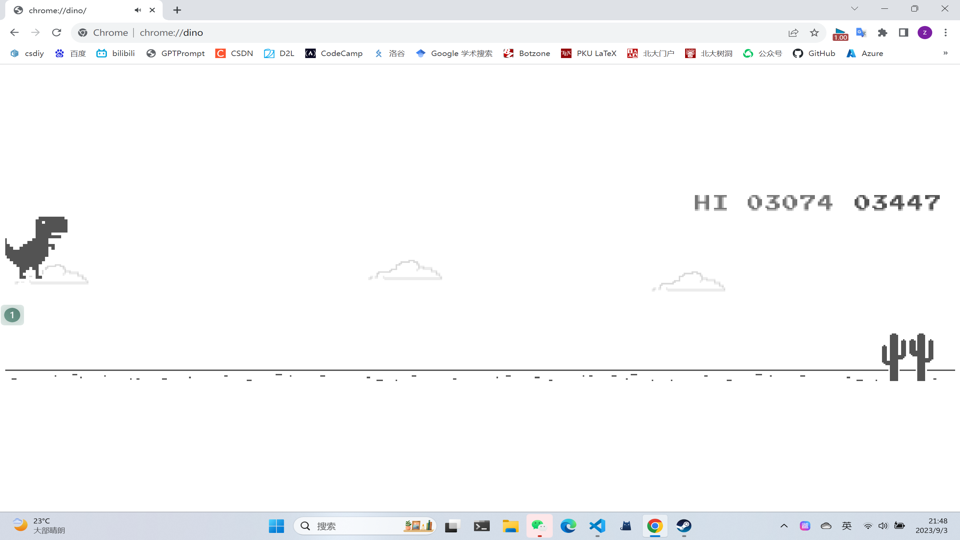 chrome://dino/
Chrome | chrome://dino
1.00
z
csdiy 百度 bilibili GPTPrompt CSDN D2L CodeCamp 洛谷 Google 学术搜索 Botzone PKU LaTeX 北大门户 北大树洞 公众号 GitHub Azure »
HI 03074 03447
1
23°C
大部晴朗
搜索
英
21:48
2023/9/3